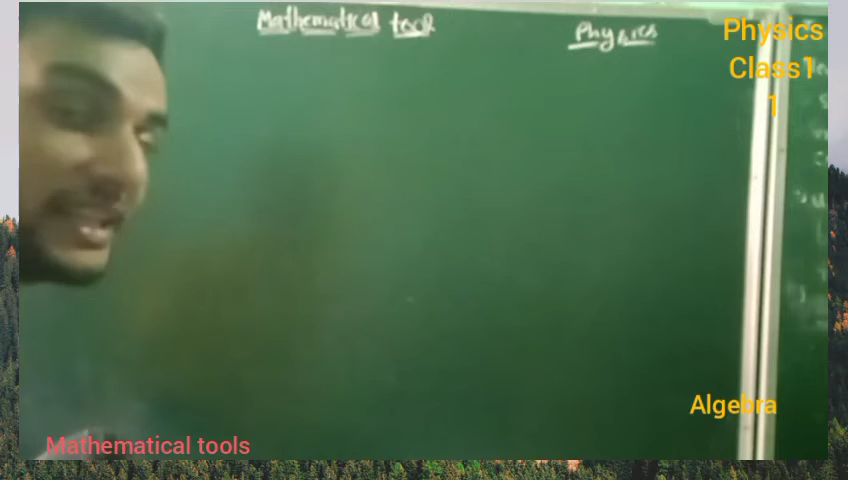 Mathematical tool
Physics
Physics
Class1
1
Algebra
Mathematical tools